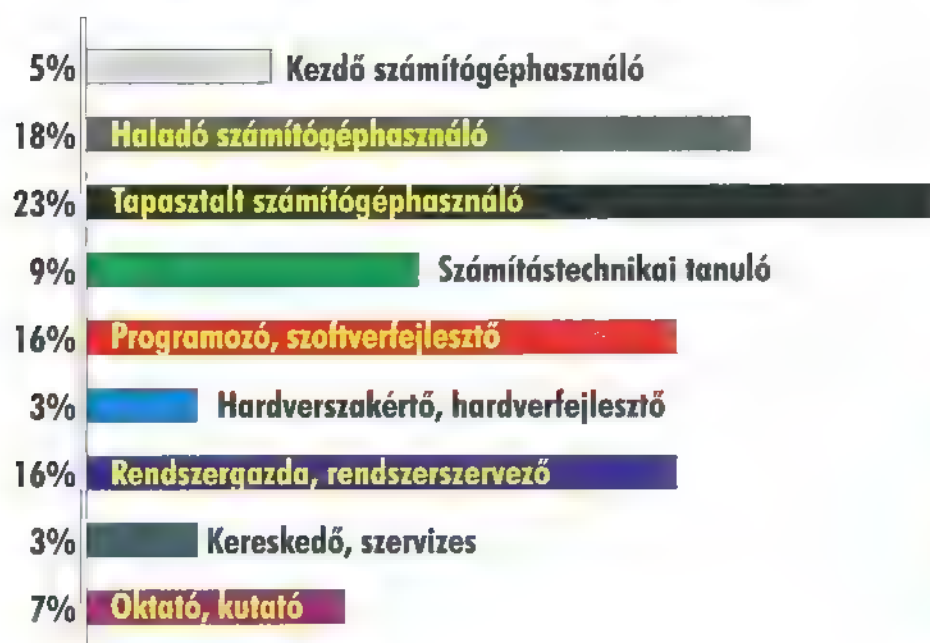 5% Kezdő számítógéphasználó
18% Haladó számítógéphasználó
23% Tapasztalt számítógéphasználó
9% Számítástechnikai tanuló
16% Programozó, szoftverfejlesztő
3% Hardverszakértő, hardverfejlesztő
16% Rendszergazda, rendszerszervező
3% Kereskedő, szervizes
7% Oktató, kutató